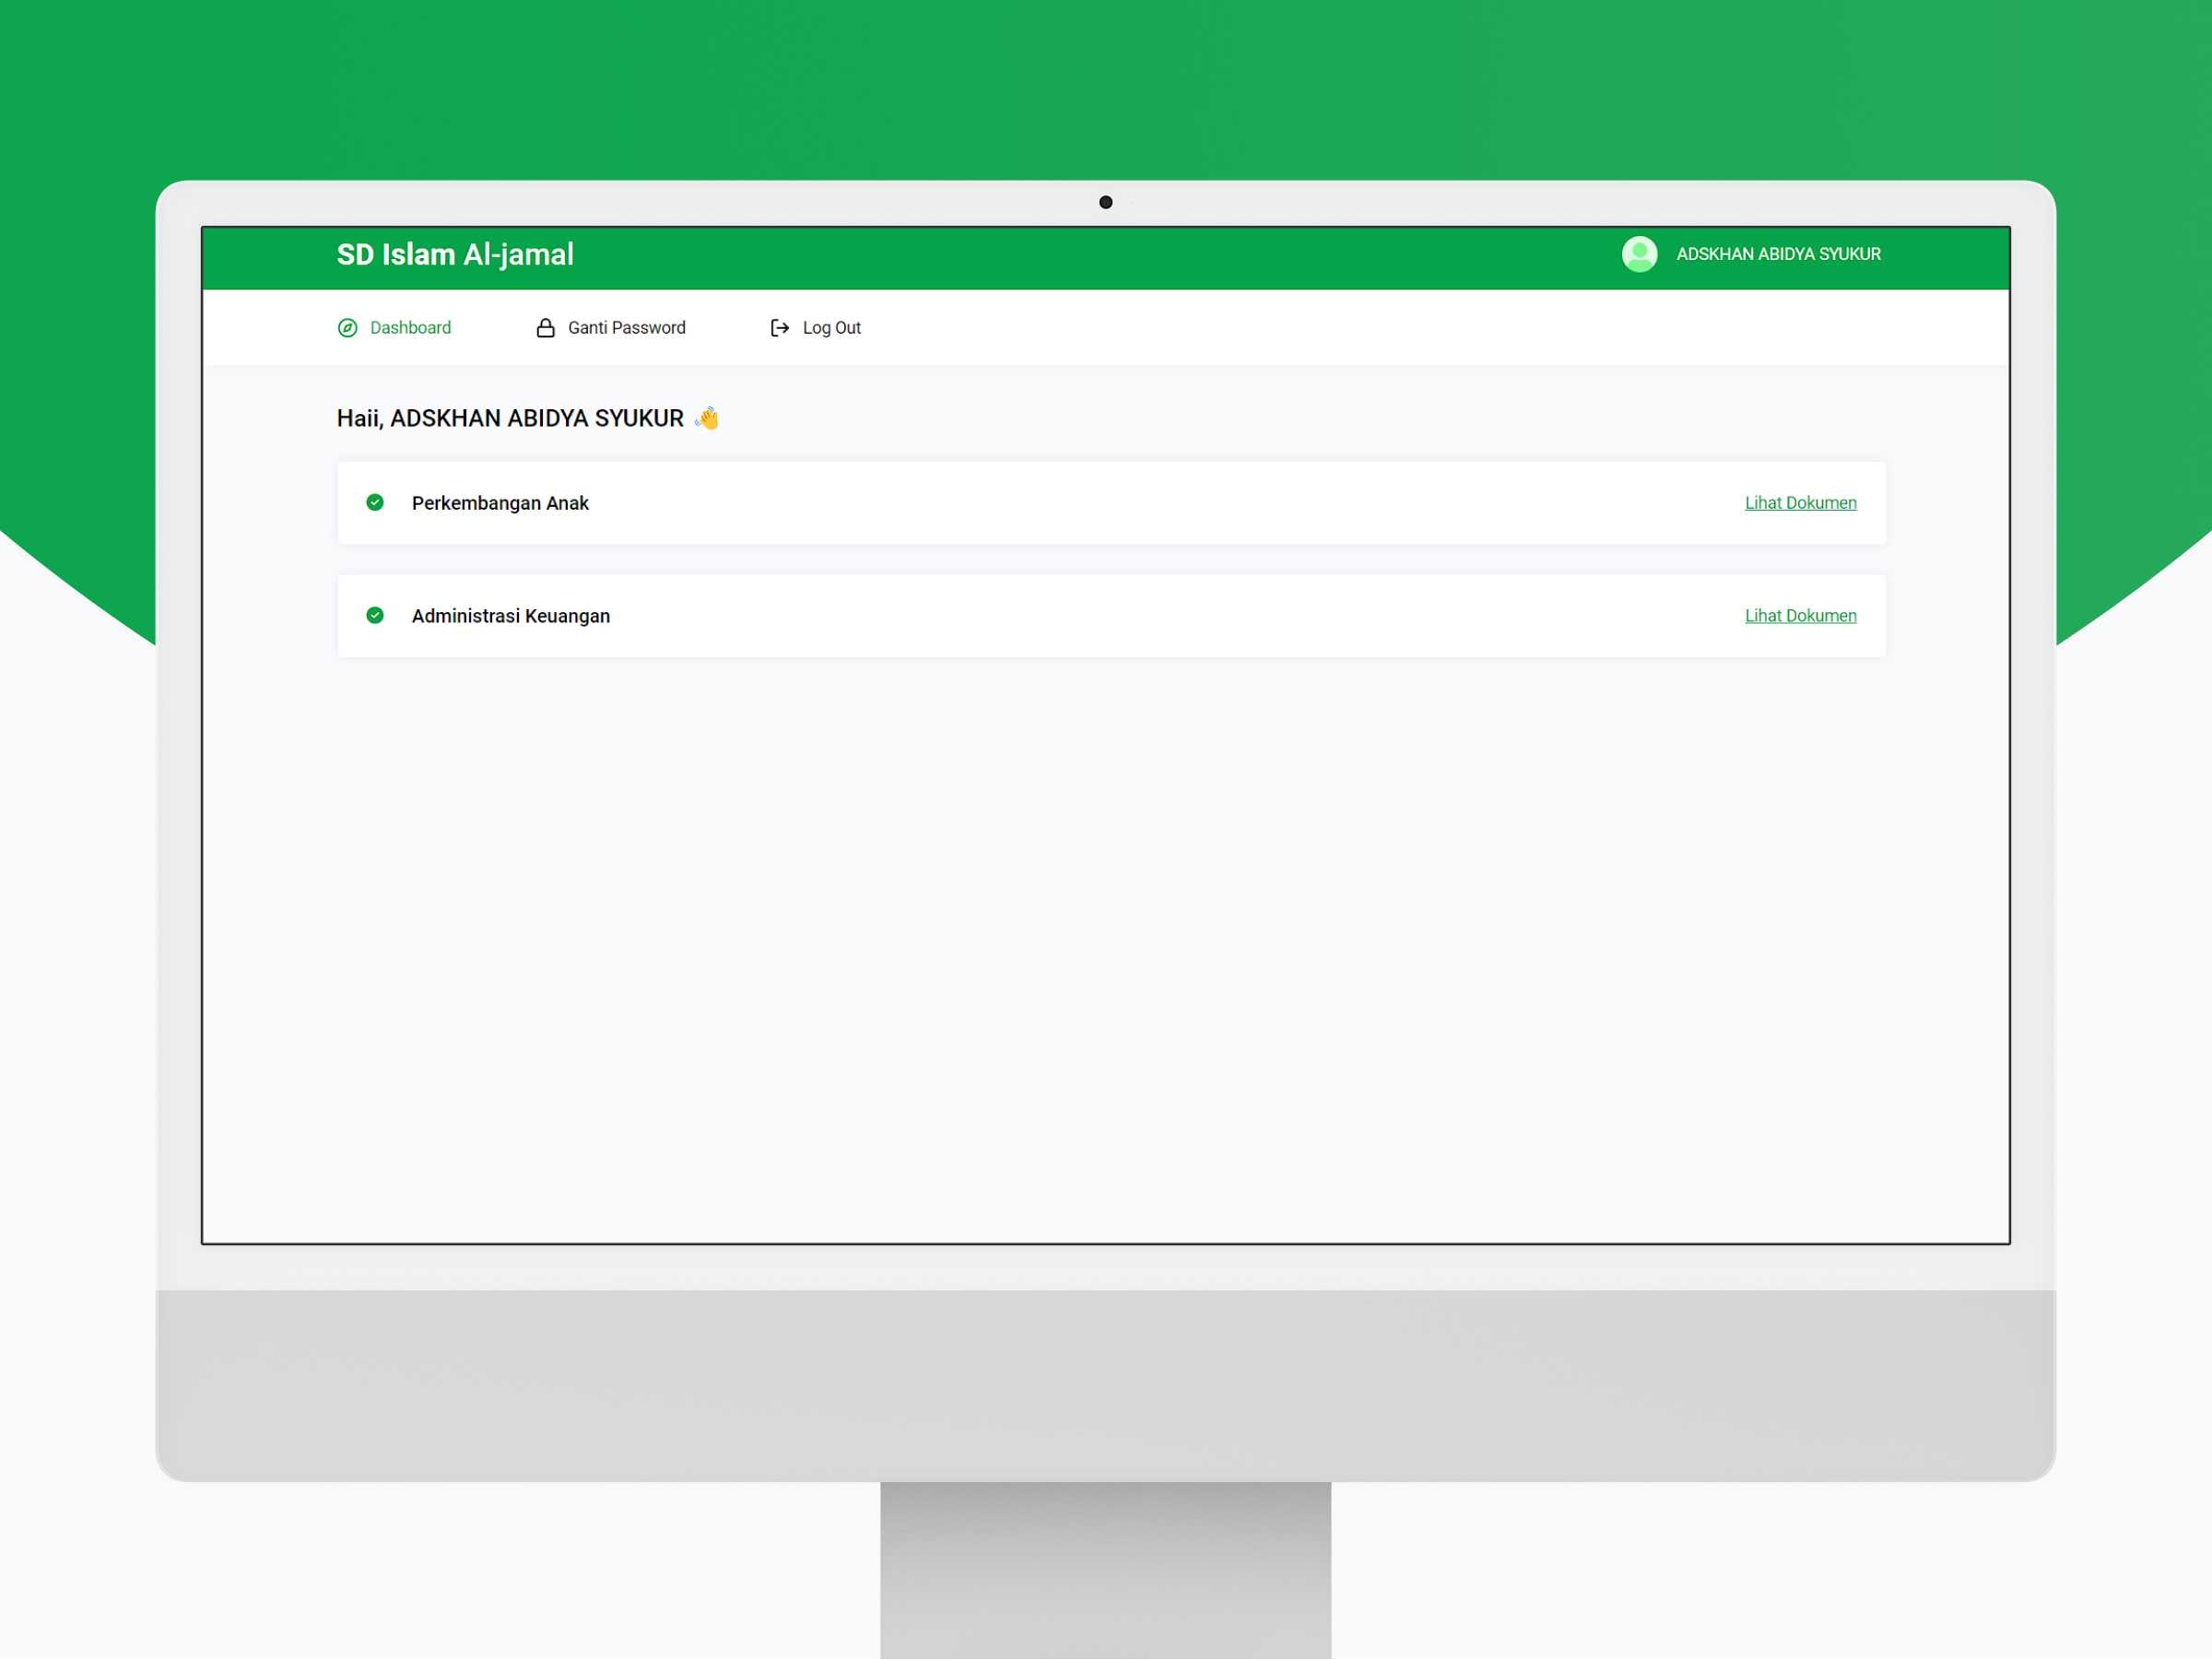 SD Islam Al-jamal
ADSKHAN ABIDYA SYUKUR
Dashboard
Ganti Password
Log Out
Haii, ADSKHAN ABIDYA SYUKUR 👋
Perkembangan Anak
Lihat Dokumen
Administrasi Keuangan
Lihat Dokumen